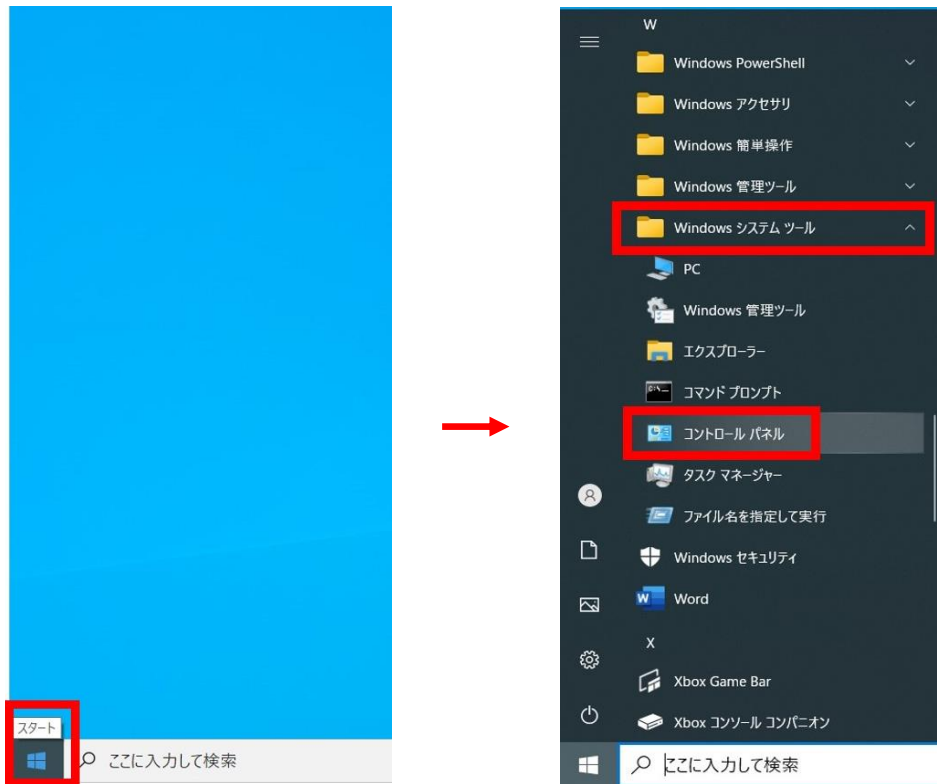 スタート
ここに入力して検索
W
Windows PowerShell
Windows アクセサリ
Windows 簡単操作
Windows 管理ツール
Windows システム ツール
PC
Windows 管理ツール
エクスプローラー
コマンド プロンプト
コントロール パネル
タスク マネージャー
ファイル名を指定して実行
Windows セキュリティ
Word
X
Xbox Game Bar
Xbox コンソール コンパニオン
ここに入力して検索